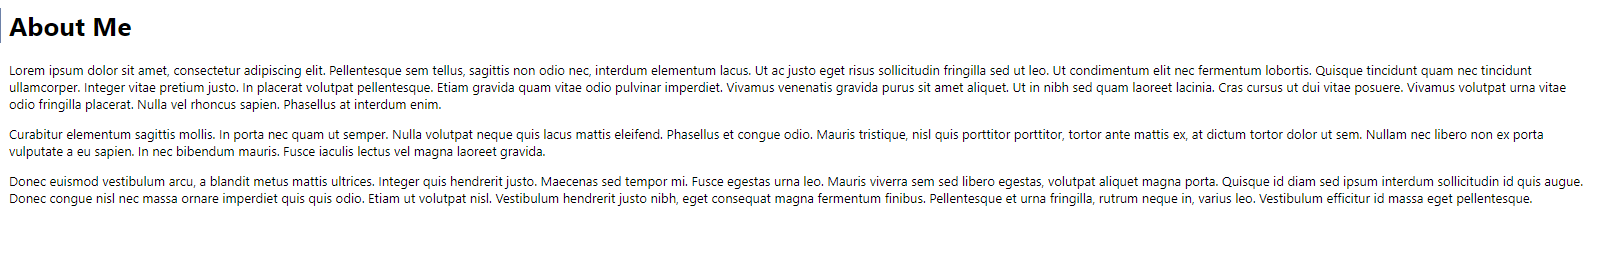 About Me
Lorem ipsum dolor sit amet, consectetur adipiscing elit. Pellentesque sem tellus, sagittis non odio nec, interdum elementum lacus. Ut ac justo eget risus sollicitudin fringilla sed ut leo. Ut condimentum elit nec fermentum lobortis. Quisque tincidunt quam nec tincidunt
ullamcorper. Integer vitae pretium justo. In placerat volutpat pellentesque. Etiam gravida quam vitae odio pulvinar imperdiet. Vivamus venenatis gravida purus sit amet aliquet. Ut in nibh sed quam laoreet lacinia. Cras cursus ut dui vitae posuere. Vivamus volutpat urna vitae
odio fringilla placerat. Nulla vel rhoncus sapien. Phasellus at interdum enim.
Curabitur elementum sagittis mollis. In porta nec quam ut semper. Nulla volutpat neque quis lacus mattis eleifend. Phasellus et congue odio. Mauris tristique, nisl quis porttitor porttitor, tortor ante mattis ex, at dictum tortor dolor ut sem. Nullam nec libero non ex porta
vulputate a eu sapien. In nec bibendum mauris. Fusce iaculis lectus vel magna laoreet gravida.
Donec euismod vestibulum arcu, a blandit metus mattis ultrices. Integer quis hendrerit justo. Maecenas sed tempor mi. Fusce egestas urna leo. Mauris viverra sem sed libero egestas, volutpat aliquet magna porta. Quisque id diam sed ipsum interdum sollicitudin id quis augue.
Donec congue nisl nec massa ornare imperdiet quis quis odio. Etiam ut volutpat nisl. Vestibulum hendrerit justo nibh, eget consequat magna fermentum finibus. Pellentesque et urna fringilla, rutrum neque in, varius leo. Vestibulum efficitur id massa eget pellentesque.